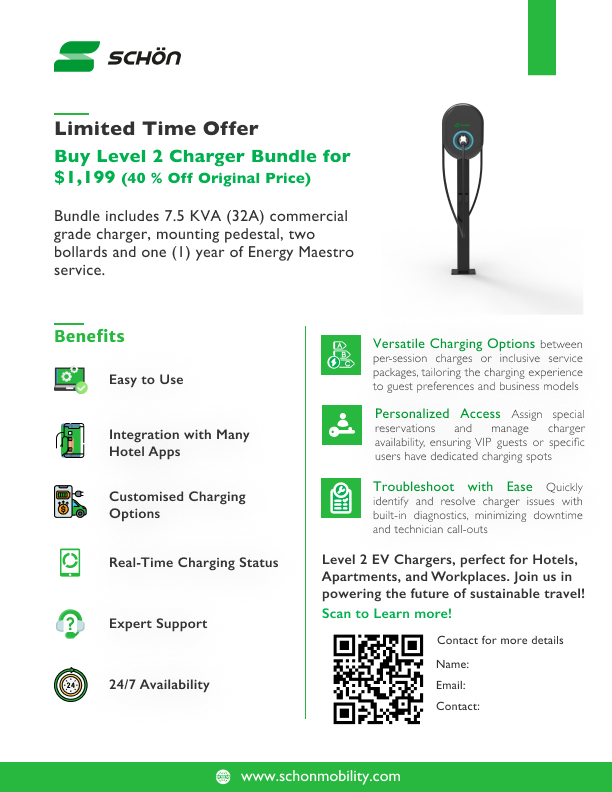 SCHÖN
Limited Time Offer
Buy Level 2 Charger Bundle for
$1,199 (40 % Off Original Price)
Bundle includes 7.5 KVA (32A) commercial
grade charger, mounting pedestal, two
bollards and one (1) year of Energy Maestro
service.
Benefits
Easy to Use
Integration with Many
Hotel Apps
Customised Charging
Options
Real-Time Charging Status
Expert Support
24
24/7 Availability
A
B
C
Versatile Charging Options between
per-session charges or inclusive service
packages, tailoring the charging experience
to guest preferences and business models
Personalized Access Assign special
reservations and manage charger
availability, ensuring VIP guests or specific
users have dedicated charging spots
Troubleshoot with Ease Quickly
identify and resolve charger issues with
built-in diagnostics, minimizing downtime
and technician call-outs
Level 2 EV Chargers, perfect for Hotels,
Apartments, and Workplaces. Join us in
powering the future of sustainable travel!
Scan to Learn more!
Contact for more details
Name:
Email:
Contact:
www.schonmobility.com